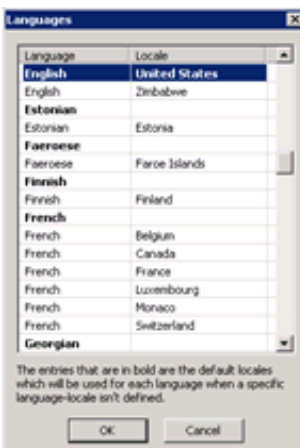 Languages
Language Locale
English United States
English Zimbabwe
Estonian
Estonian Estonia
Faeroese
Faeroese Faroe Islands
Finnish
Finnish Finland
French
French Belgium
French Canada
French France
French Luxembourg
French Monaco
French Switzerland
Georgian
The entries that are in bold are the default locales
which will be used for each language when a specific
language-locale isn't defined.
OK Cancel